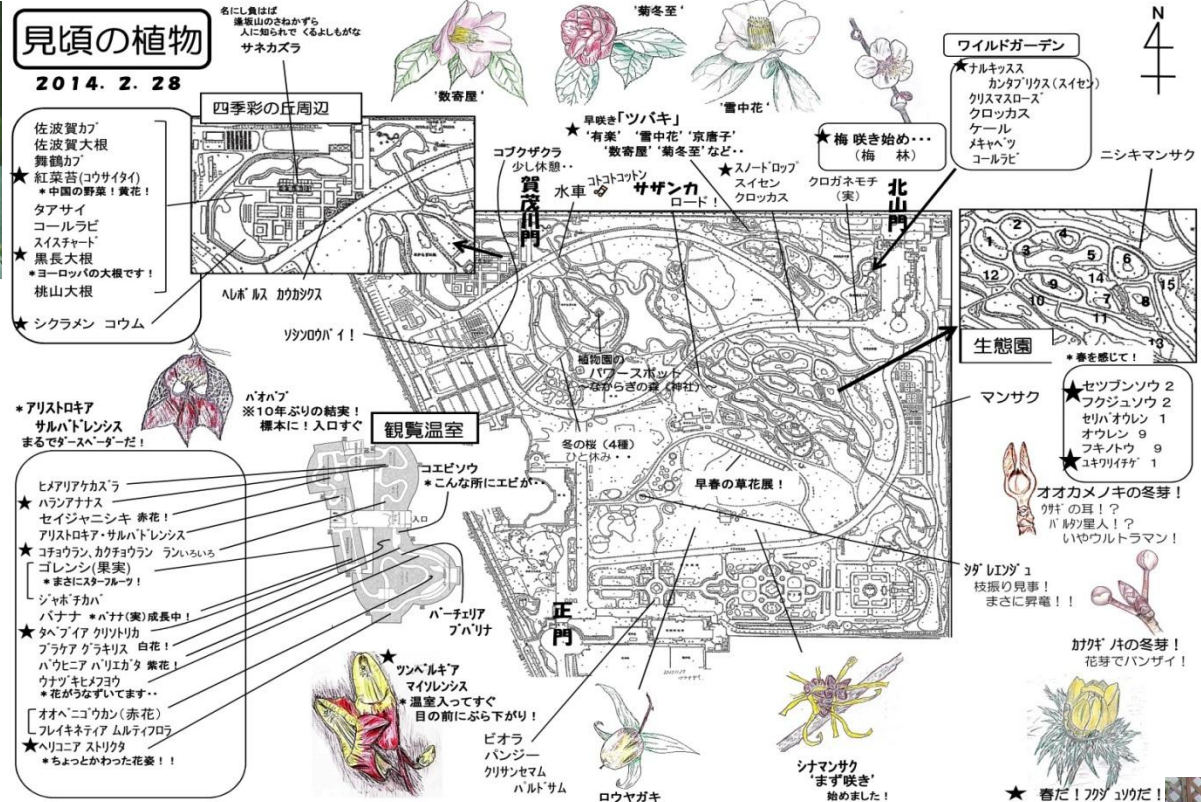 見頃の植物
2014. 2. 28
名にし負はば
逢坂山のさねかずら
人に知られで くるよしもがな
サネカズラ
'数寄屋'
'菊冬至'
'雪中花'
ワイルドガーデン
★ナルキッスス
カンタブリクス(スイセン)
クリスマスローズ
クロッカス
ケール
メキャベツ
コールラビ
N
四季彩の丘周辺
佐波賀カブ
佐波賀大根
舞鶴カブ
★紅菜苔(コウサイタイ)
*中国の野菜!黄花!
タアサイ
コールラビ
スイスチャード
★黒長大根
*ヨーロッパの大根です!
桃山大根
★シクラメン コウム
★早咲き「ツバキ」
'有楽' '雪中花' '京唐子'
'数寄屋' '菊冬至' など・・
★梅 咲き始め・・・
(梅 林)
コブクザクラ
少し休憩・・
賀茂川門
水車 コトコトコットン
サザンカ
ロード!
★スノードロップ
スイセン
クロッカス
クロガネモチ
(実)
北山門
ニシキマンサク
ヘレボルス カウカシクス
ソシンロウバイ!
植物園の
パワースポット
~なからぎの森(神社)~
1
2
3
4
5
6
7
8
9
10
11
12
13
14
15
生態園
*春を感じて!
★セツブンソウ 2
フクジュソウ 2
セリバオウレン 1
オウレン 9
フキノトウ 9
★ユキワリイチゲ 1
マンサク
*アリストロキア
サルバドレンシス
まるでダースベーダーだ!
バオバブ
※10年ぶりの結実!
標本に!入口すぐ
観覧温室
冬の桜(4種)
ひと休み・・
早春の草花展!
コエビソウ
*こんな所にエビが・・
入口
オオカメノキの冬芽!
ウサギの耳!?
バルタン星人!?
いやウルトラマン!
シダレエンジュ
枝振り見事!
まさに昇竜!!
カナクギノキの冬芽!
花芽でバンザイ!
ヒメアリアケカズラ
★ハランアナナス
セイジャニシキ 赤花!
アリストロキア・サルバドレンシス
★コチョウラン、カクチョウラン ランいろいろ
ゴレンシ(果実)
*まさにスターフルーツ!
ジャボチカバ
バナナ *バナナ(実)成長中!
★タベブイア クリソトリカ
ブラケア グラキリス 白花!
バウヒニア バリエガタ 紫花!
ウナヅキヒメフヨウ
*花がうなずいてます・・
オオベニゴウカン(赤花)
フレイキネティア ムルティフロラ
★ヘリコニア ストリクタ
*ちょっとかわった花姿!!
バーチェリア
ブバリナ
正門
★ツンベルギア
マイソレンシス
*温室入ってすぐ
目の前にぶら下がり!
ビオラ
パンジー
クリサンセマム
パルドサム
ロウヤガキ
シナマンサク
'まず咲き'
始めました!
★ 春だ!フクジュソウだ!